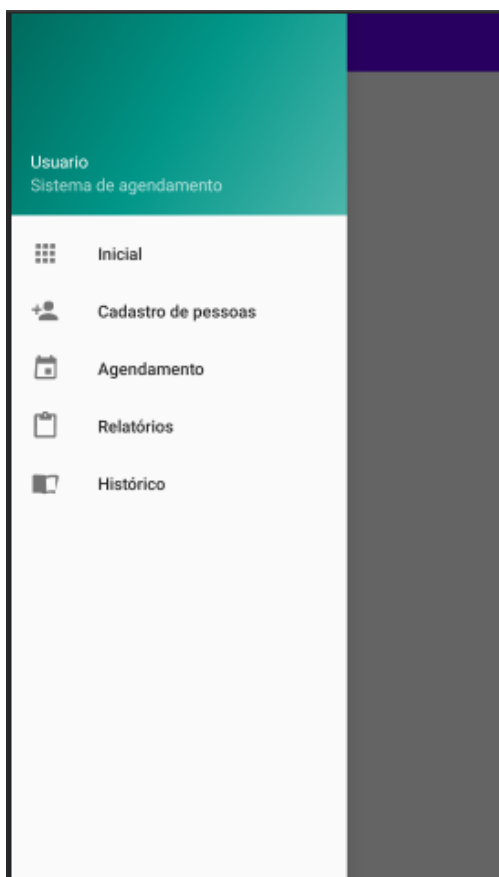 Usuario
Sistema de agendamento
Inicial
Cadastro de pessoas
Agendamento
Relatórios
Histórico